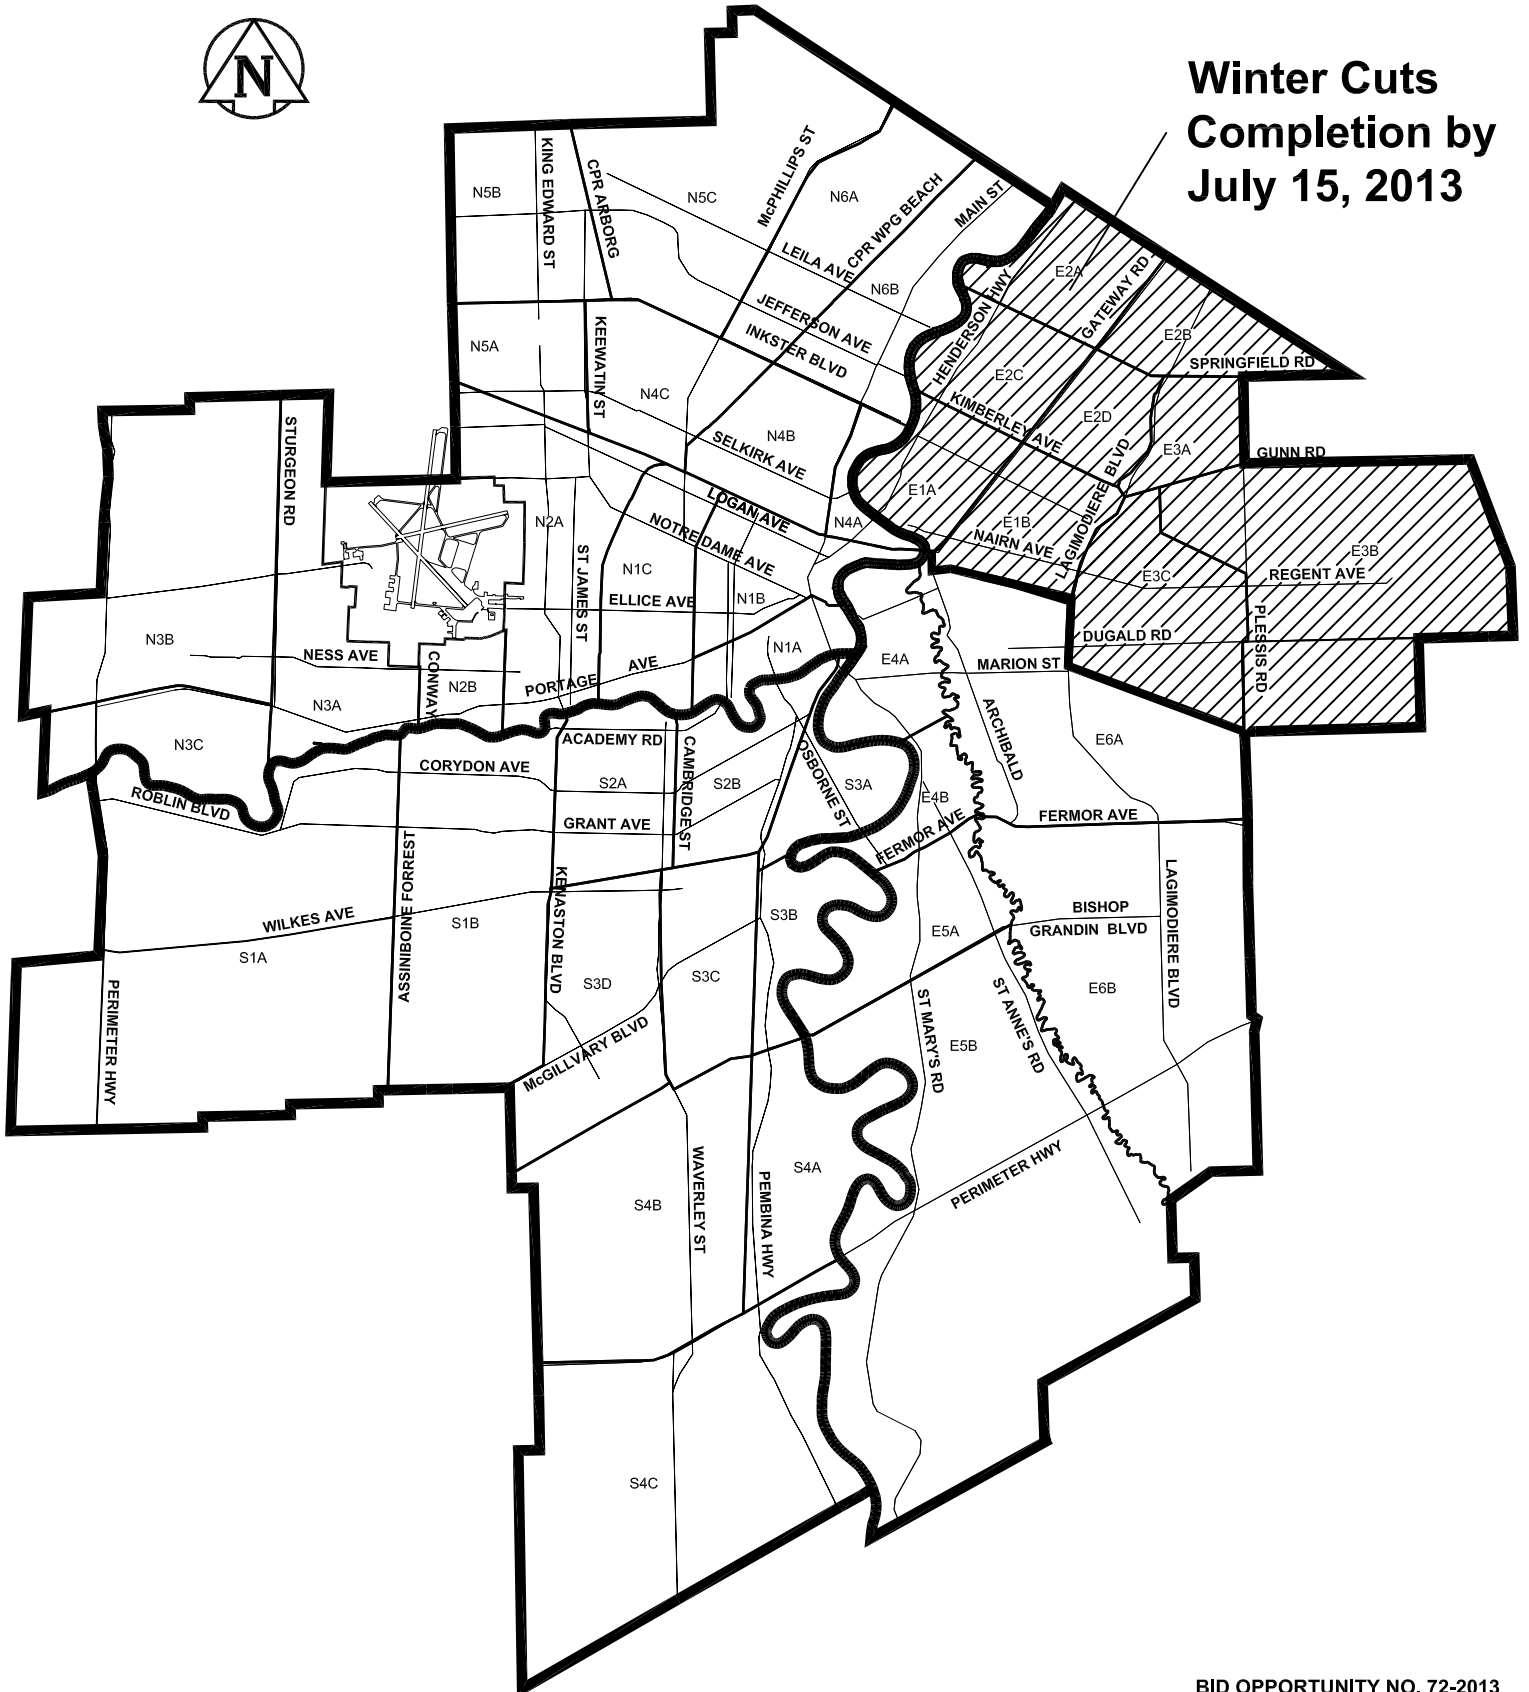 N
Winter Cuts
Completion by
July 15, 2013
KING EDWARD ST
CPR ARBORG
McPHILLIPS ST
N5B
N5C
N6A
CPR WPG BEACH
MAIN ST
LEILA AVE
N6B
E2A
GATEWAY RD
HENDERSON HWY
JEFFERSON AVE
INKSTER BLVD
E2B
SPRINGFIELD RD
N5A
KEEWATIN ST
N4C
E2C
KIMBERLEY AVE
E2D
N4B
SELKIRK AVE
E3A
GUNN RD
STURGEON RD
LAGIMODIERE BLVD
E1A
LOGAN AVE
N2A
N4A
NOTRE DAME AVE
E1B
NAIRN AVE
ST JAMES ST
N1C
E3C
E3B
REGENT AVE
ELLICE AVE
N1B
N3B
PLESSIS RD
DUGALD RD
NESS AVE
CONWAY
N1A
E4A
MARION ST
N2B
PORTAGE
AVE
N3A
ARCHIBALD
N3C
ACADEMY RD
CAMBRIDGE ST
OSBORNE ST
E6A
CORYDON AVE
S2A
S2B
S3A
E4B
ROBLIN BLVD
GRANT AVE
FERMOR AVE
FERMOR AVE
ASSINIBOINE FORREST
KENASTON BLVD
LAGIMODIERE BLVD
WILKES AVE
S1B
S3B
BISHOP
GRANDIN BLVD
E5A
S1A
S3D
S3C
PERIMETER HWY
ST MARY'S RD
ST ANNE'S RD
E6B
McGILLVARY BLVD
E5B
WAVERLEY ST
PEMBINA HWY
S4A
PERIMETER HWY
S4B
S4C
BID OPPORTUNITY NO. 72-2013